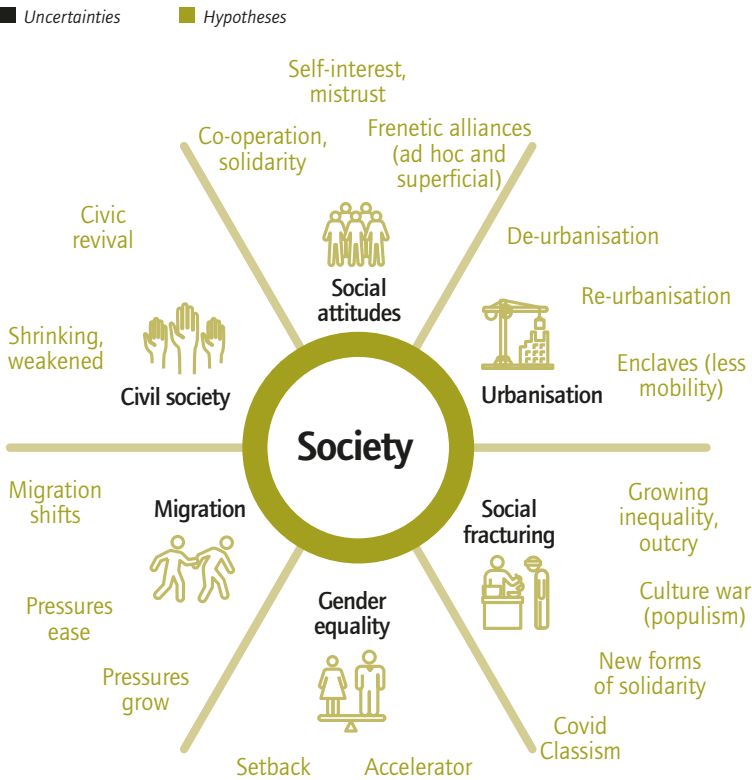 Uncertainties
Hypotheses
Self-interest,
mistrust
Co-operation,
solidarity
Frenetic alliances
(ad hoc and
superficial)
Social
attitudes
Civic
revival
Shrinking,
weakened
Civil society
De-urbanisation
Re-urbanisation
Enclaves (less
mobility)
Urbanisation
Society
Migration
shifts
Migration
Pressures
ease
Pressures
grow
Social
fracturing
Growing
inequality,
outcry
Culture war
(populism)
New forms
of solidarity
Covid
Classism
Gender
equality
Setback
Accelerator